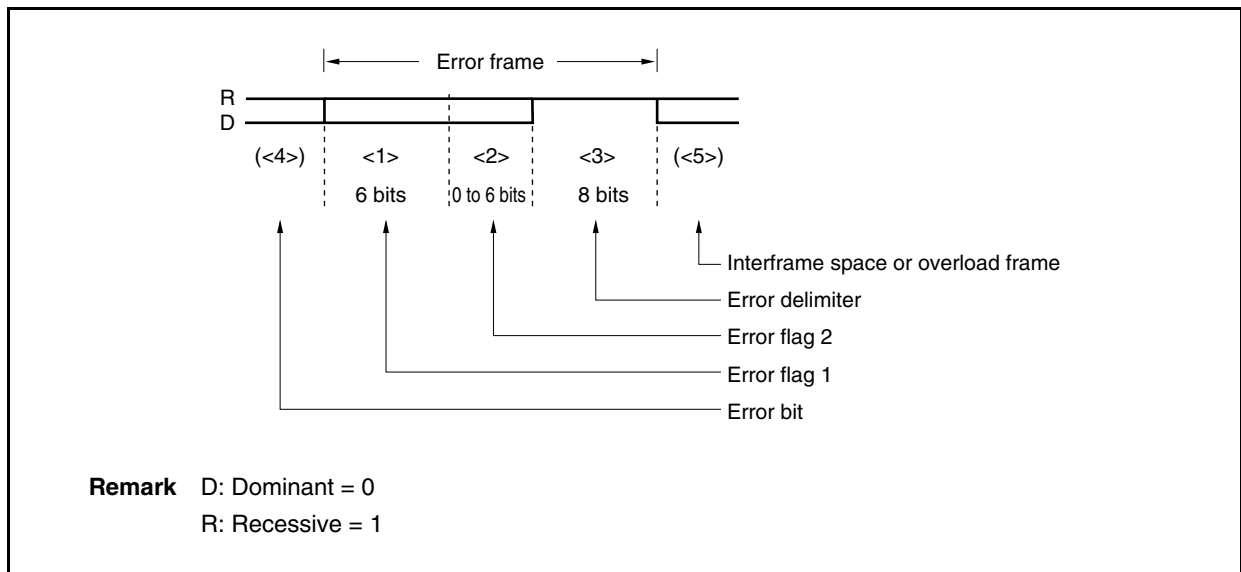 Error frame
R
D
(<4>) <1> <2> <3> (<5>)
6 bits 0 to 6 bits 8 bits
Interframe space or overload frame
Error delimiter
Error flag 2
Error flag 1
Error bit
Remark D: Dominant = 0
R: Recessive = 1